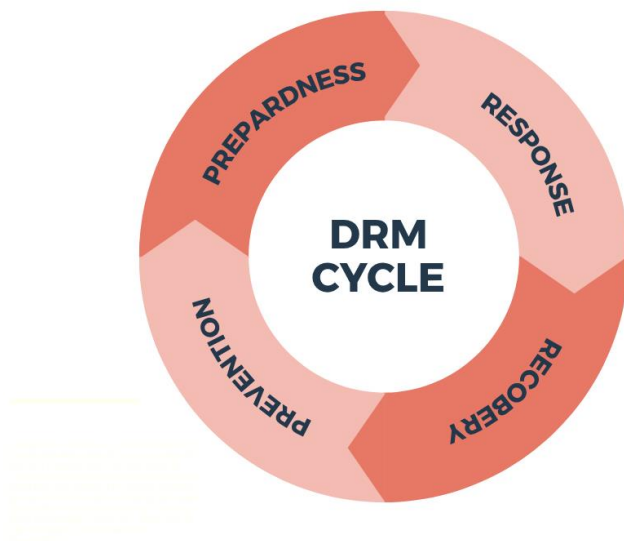 PREPARDNESS
RESPONSE
DRM
CYCLE
PREVENTION
RECOBERY